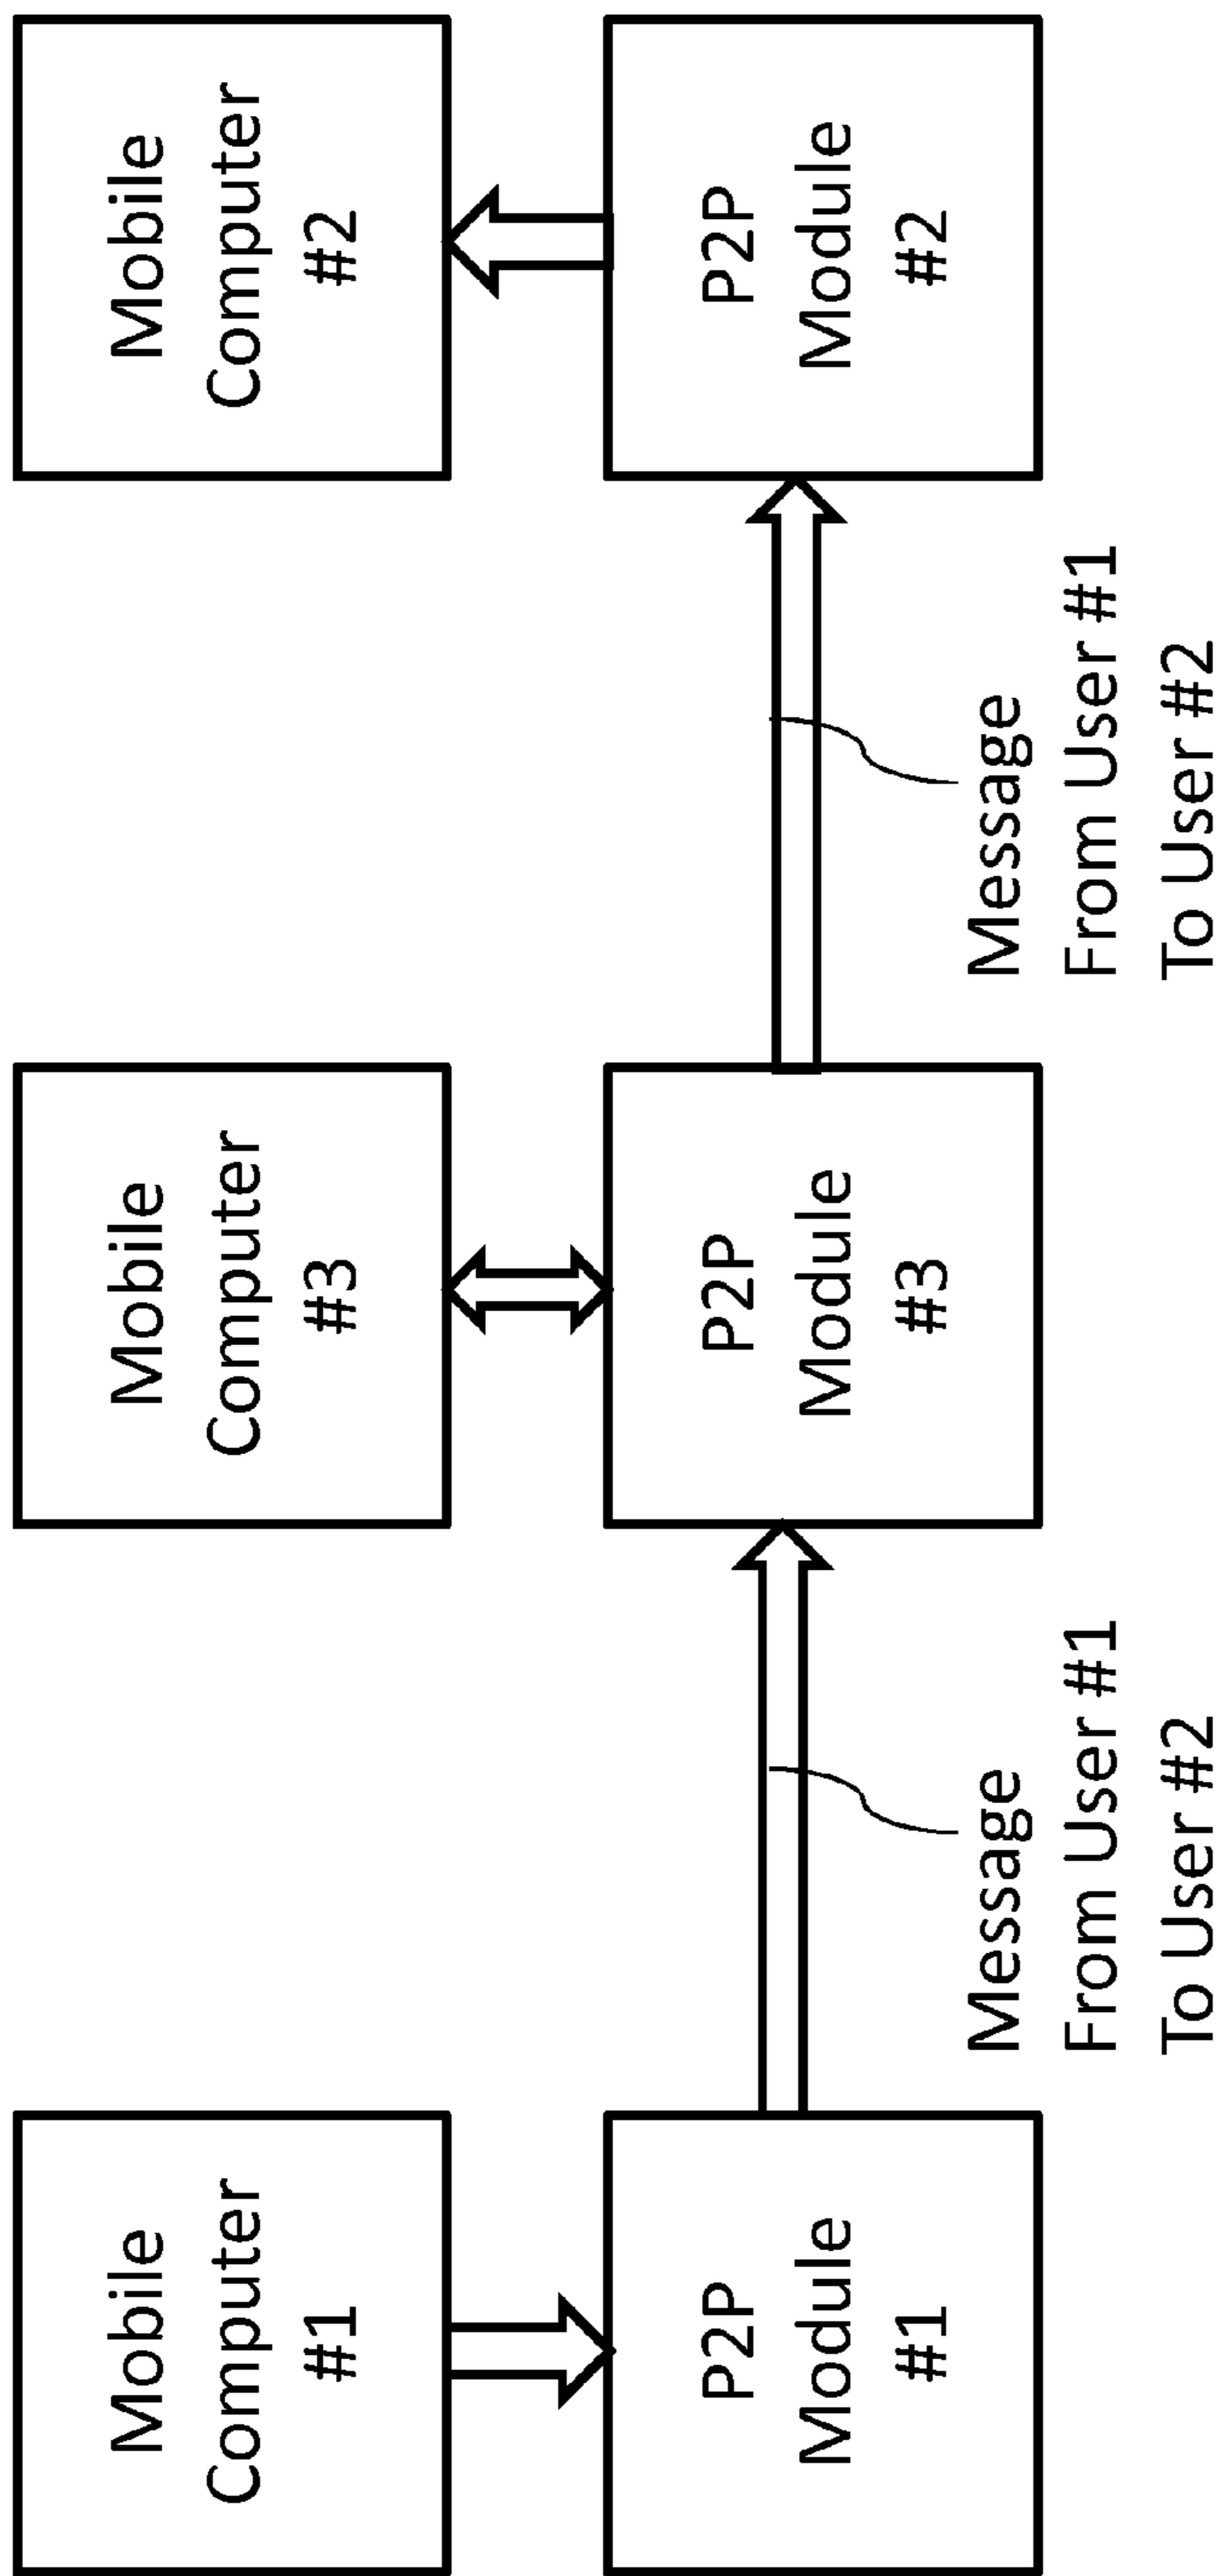 Mobile
Computer
#1
Mobile
Computer
#3
Mobile
Computer
#2
P2P
Module
#1
P2P
Module
#3
P2P
Module
#2
Message
From User #1
To User #2
Message
From User #1
To User #2